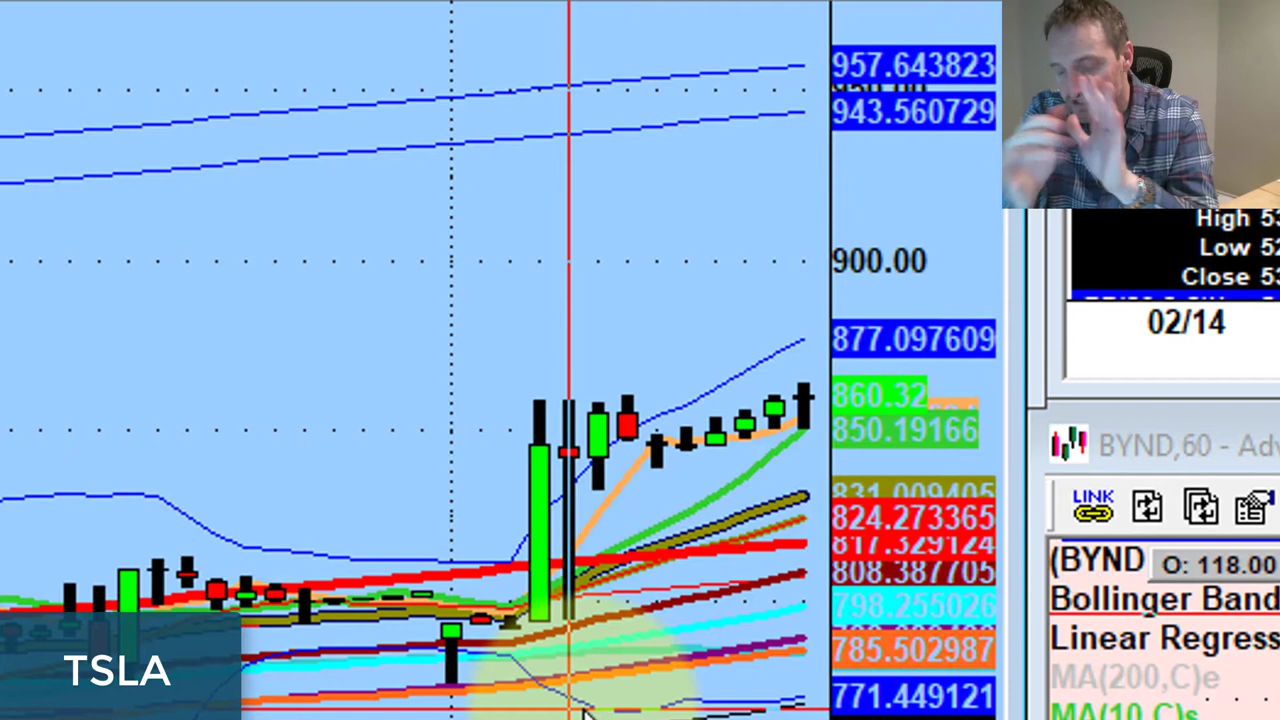 957.643823
943.560729
900.00
877.097609
860.32
850.19166
831.009405
824.273365
817.329124
808.387705
798.255026
785.502987
771.449121
High 53
Low 52
Close 53
02/14
BYND,60 - Adv
LINK
(BYND O: 118.00
Bollinger Band
Linear Regress
MA(200,C)e
MA(10,C)s
TSLA